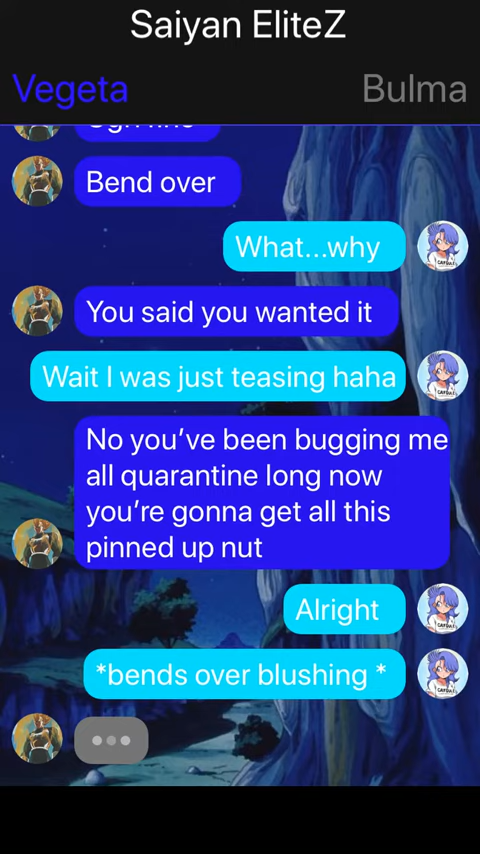 Saiyan EliteZ
Vegeta
Bulma
Bend over
What...why
You said you wanted it
Wait I was just teasing haha
No you’ve been bugging me
all quarantine long now
you’re gonna get all this
pinned up nut
Alright
*bends over blushing *